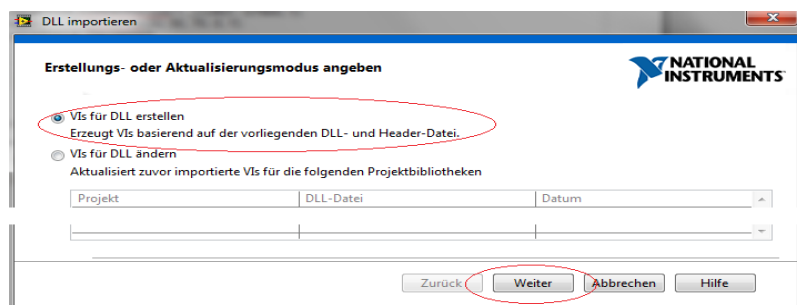 DLL importieren
Erstellungs- oder Aktualisierungsmodus angeben
NATIONAL
INSTRUMENTS
VIs für DLL erstellen
Erzeugt VIs basierend auf der vorliegenden DLL- und Header-Datei.
VIs für DLL ändern
Aktualisiert zuvor importierte VIs für die folgenden Projektbibliotheken
Projekt DLL-Datei Datum
Zurück Weiter Abbrechen Hilfe